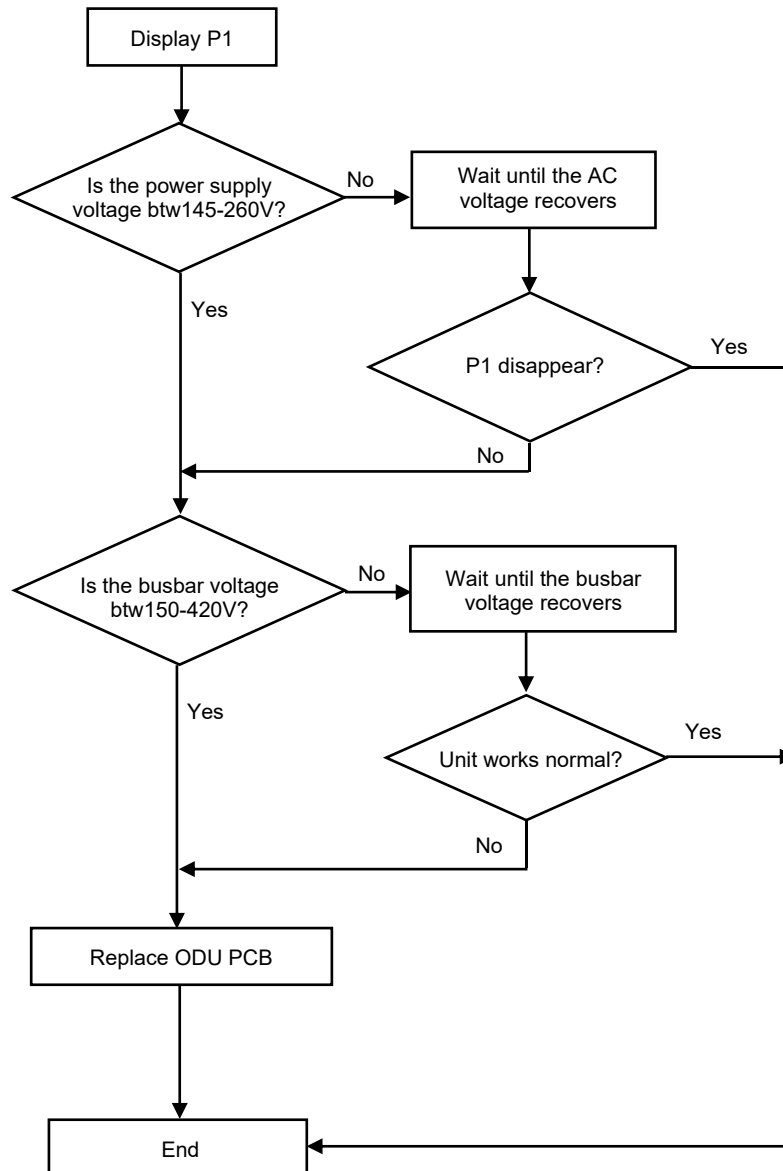 Display P1
Is the power supply
voltage btw145-260V?
No
Wait until the AC
voltage recovers
Yes
P1 disappear?
Yes
No
Is the busbar voltage
btw150-420V?
No
Wait until the busbar
voltage recovers
Yes
Unit works normal?
Yes
No
Replace ODU PCB
End